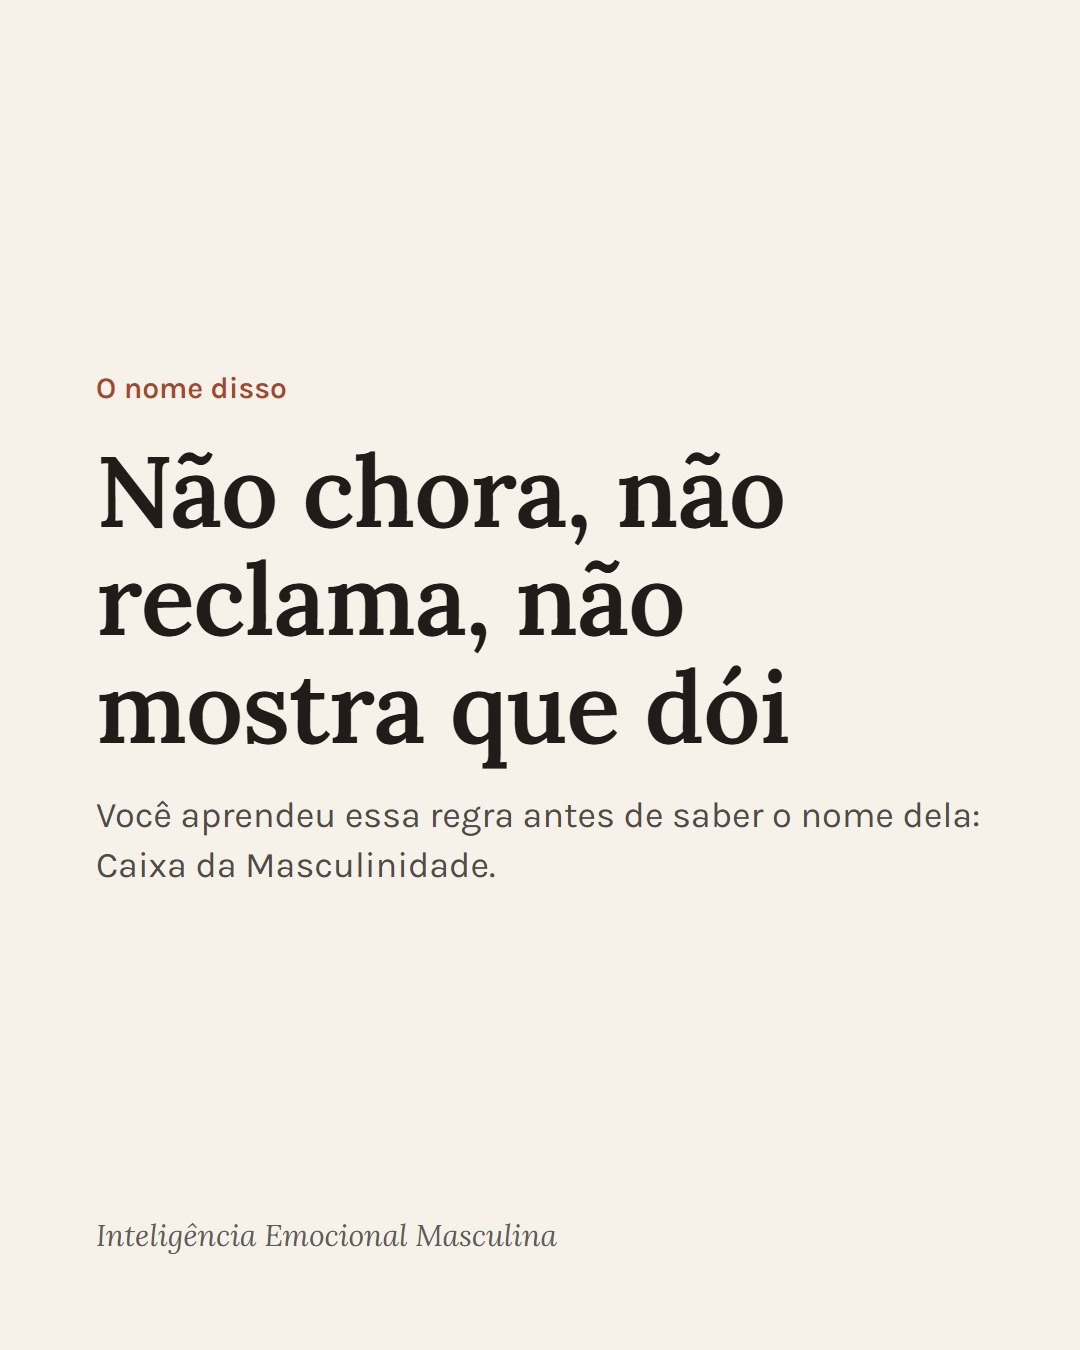 O nome disso
Não chora, não
reclama, não
mostra que dói
Você aprendeu essa regra antes de saber o nome dela:
Caixa da Masculinidade.
Inteligência Emocional Masculina